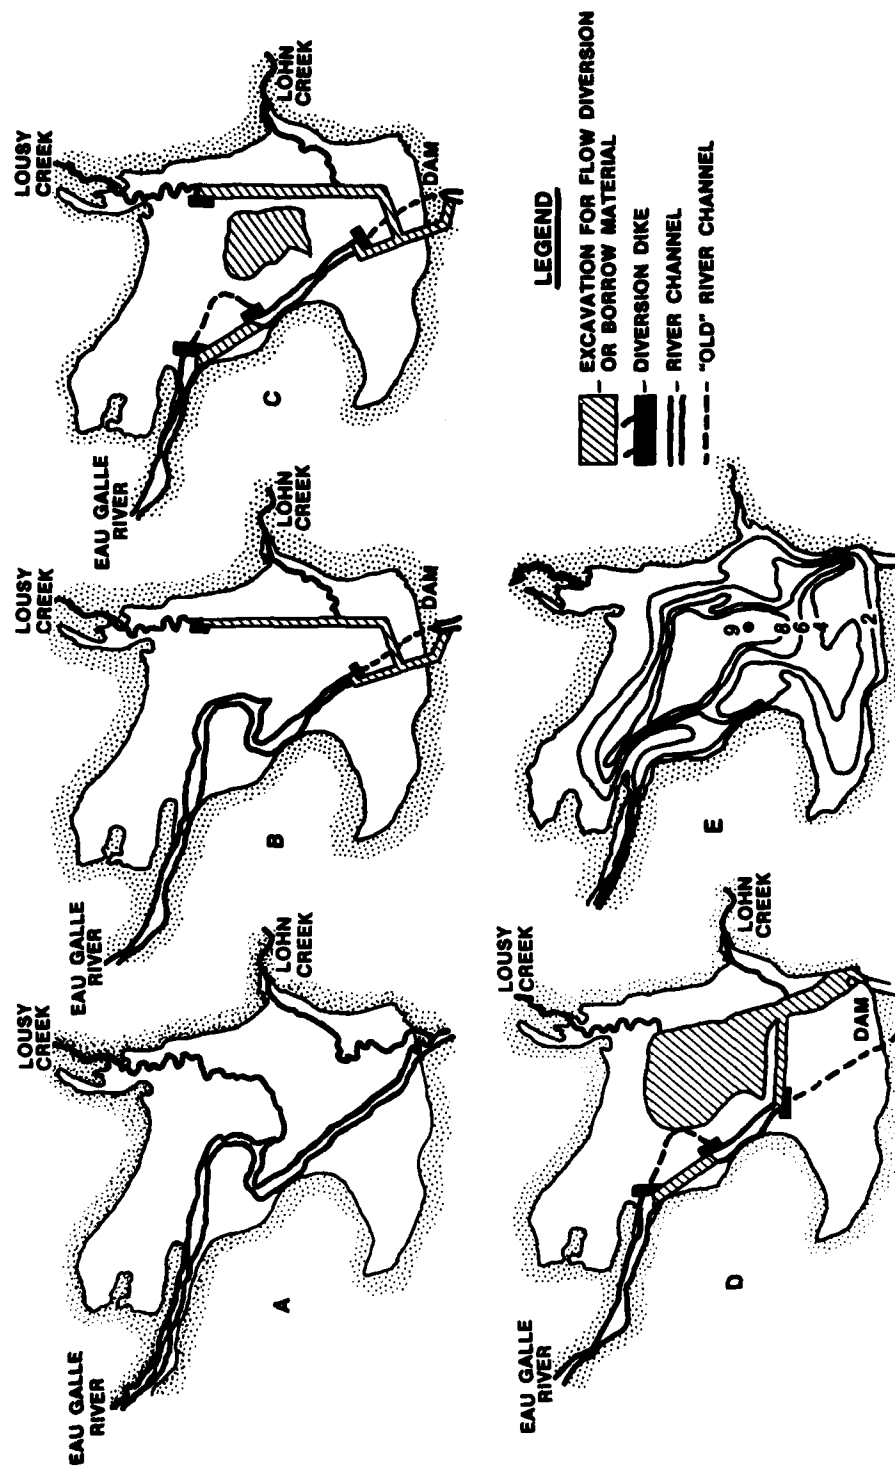 EAU GALLE
RIVER
LOUSY
CREEK
LOHN
CREEK
A
EAU GALLE
RIVER
LOUSY
CREEK
LOHN
CREEK
DAM
B
EAU GALLE
RIVER
LOUSY
CREEK
LOHN
CREEK
DAM
C
EAU GALLE
RIVER
LOUSY
CREEK
LOHN
CREEK
DAM
D
9
8
6
4
2
E
LEGEND
- EXCAVATION FOR FLOW DIVERSION
OR BORROW MATERIAL
- DIVERSION DIKE
- RIVER CHANNEL
- "OLD" RIVER CHANNEL